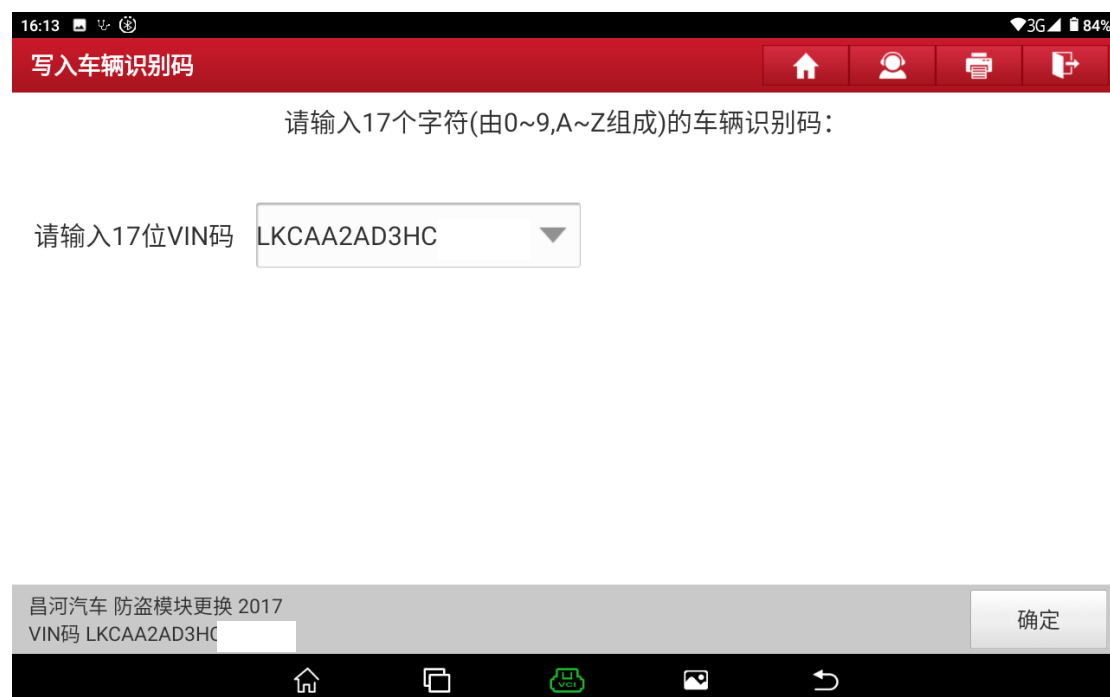 16:13 3G 84%
写入车辆识别码
请输入17个字符(由0~9,A~Z组成)的车辆识别码：
请输入17位VIN码 LKCAA2AD3HC
昌河汽车 防盗模块更换 2017
VIN码 LKCAA2AD3HC
确定
VCI